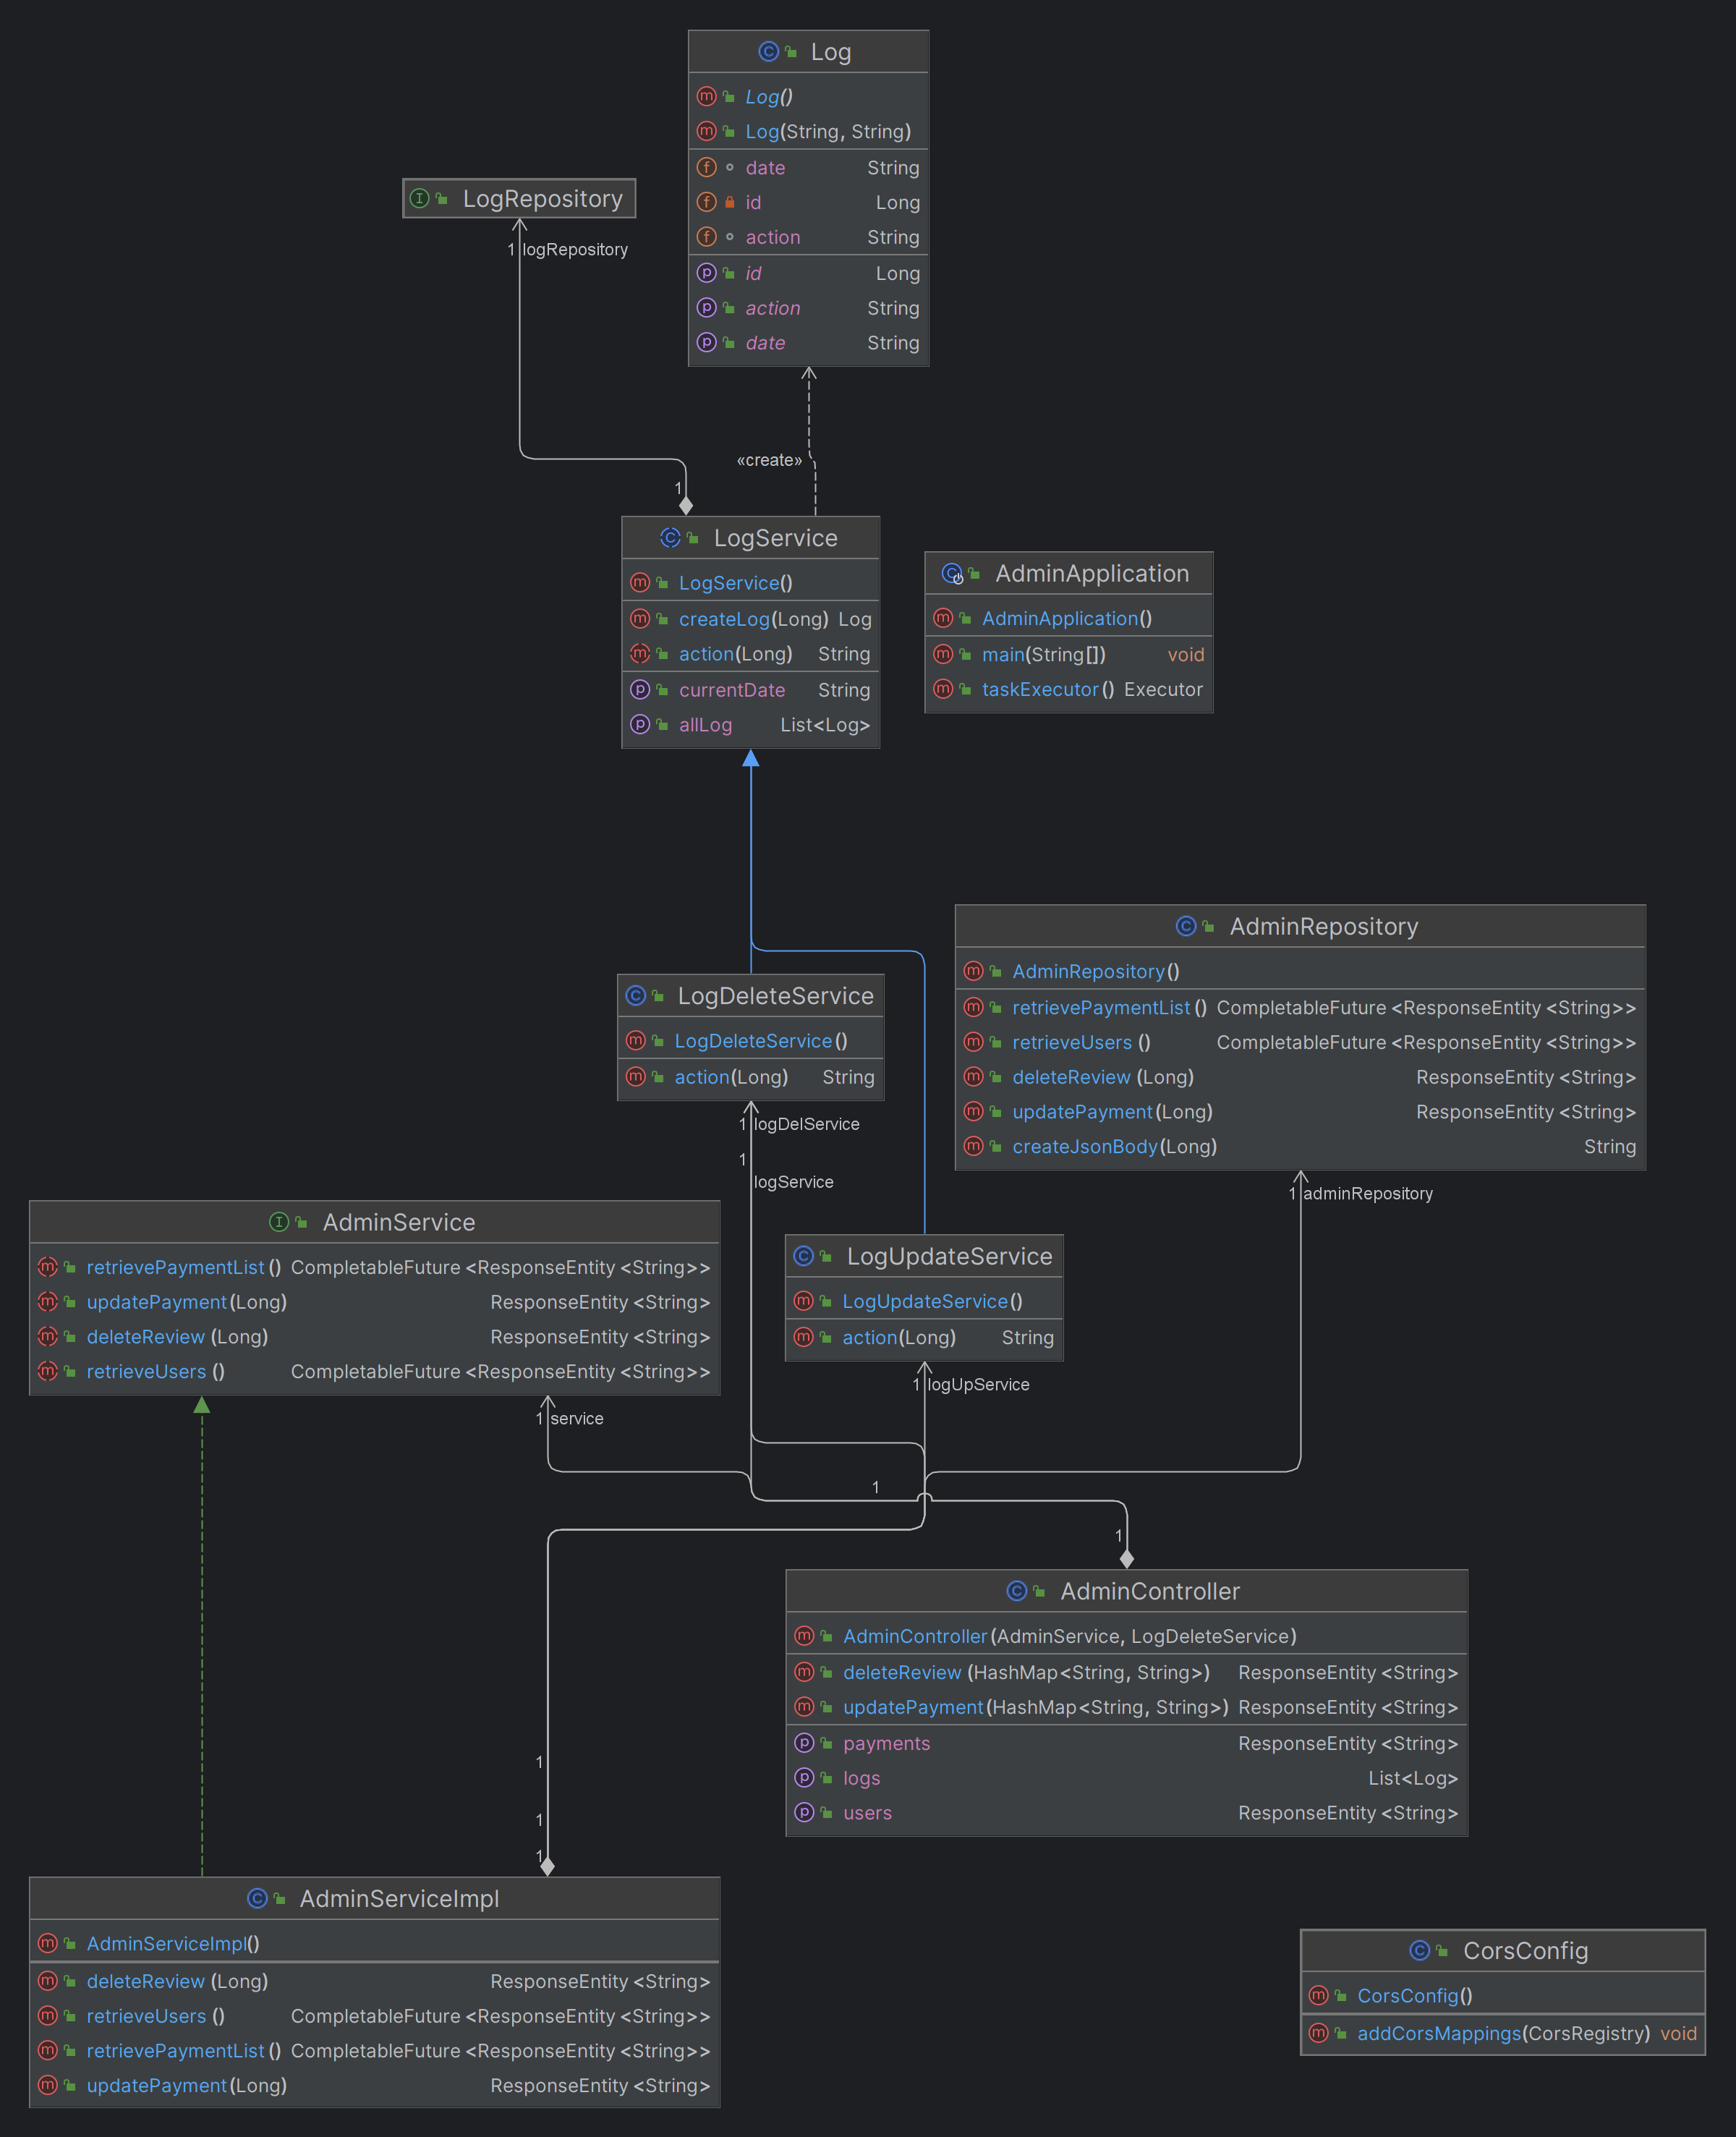 Log
Log()
Log(String, String)
date String
id Long
action String
id Long
action String
date String
LogRepository
1 logRepository
«create»
1
LogService
LogService()
createLog(Long) Log
action(Long) String
currentDate String
allLog List<Log>
AdminApplication
AdminApplication()
main(String[]) void
taskExecutor() Executor
AdminRepository
AdminRepository()
retrievePaymentList() CompletableFuture<ResponseEntity<String>>
retrieveUsers() CompletableFuture<ResponseEntity<String>>
deleteReview(Long) ResponseEntity<String>
updatePayment(Long) ResponseEntity<String>
createJsonBody(Long) String
LogDeleteService
LogDeleteService()
action(Long) String
1 logDelService
1
logService
1 adminRepository
AdminService
retrievePaymentList() CompletableFuture<ResponseEntity<String>>
updatePayment(Long) ResponseEntity<String>
deleteReview(Long) ResponseEntity<String>
retrieveUsers() CompletableFuture<ResponseEntity<String>>
LogUpdateService
LogUpdateService()
action(Long) String
1 logUpService
1 service
1
1
AdminController
AdminController(AdminService, LogDeleteService)
deleteReview(HashMap<String, String>) ResponseEntity<String>
updatePayment(HashMap<String, String>) ResponseEntity<String>
payments ResponseEntity<String>
logs List<Log>
users ResponseEntity<String>
1
1
1
AdminServiceImpl
AdminServiceImpl()
deleteReview(Long) ResponseEntity<String>
retrieveUsers() CompletableFuture<ResponseEntity<String>>
retrievePaymentList() CompletableFuture<ResponseEntity<String>>
updatePayment(Long) ResponseEntity<String>
CorsConfig
CorsConfig()
addCorsMappings(CorsRegistry) void